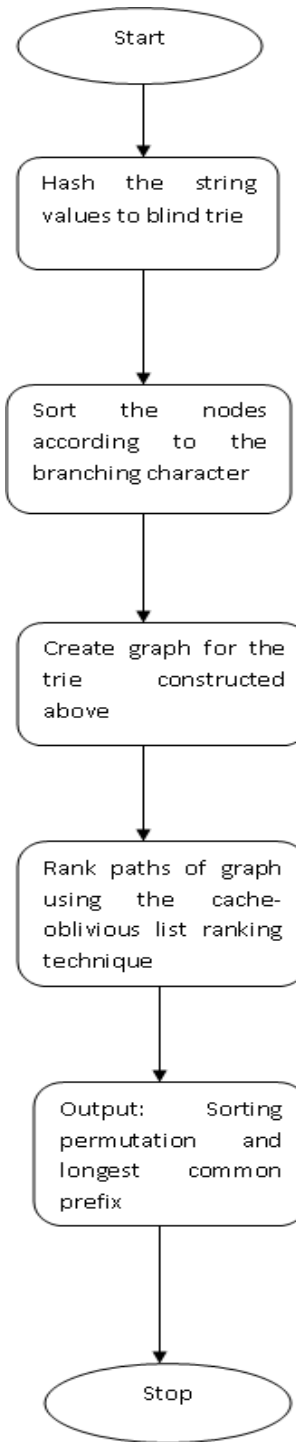 Start
Hash the string
values to blind trie
Sort the nodes
according to the
branching character
Create graph for the
trie constructed
above
Rank paths of graph
using the cache-
oblivious list ranking
technique
Output: Sorting
permutation and
longest common
prefix
Stop